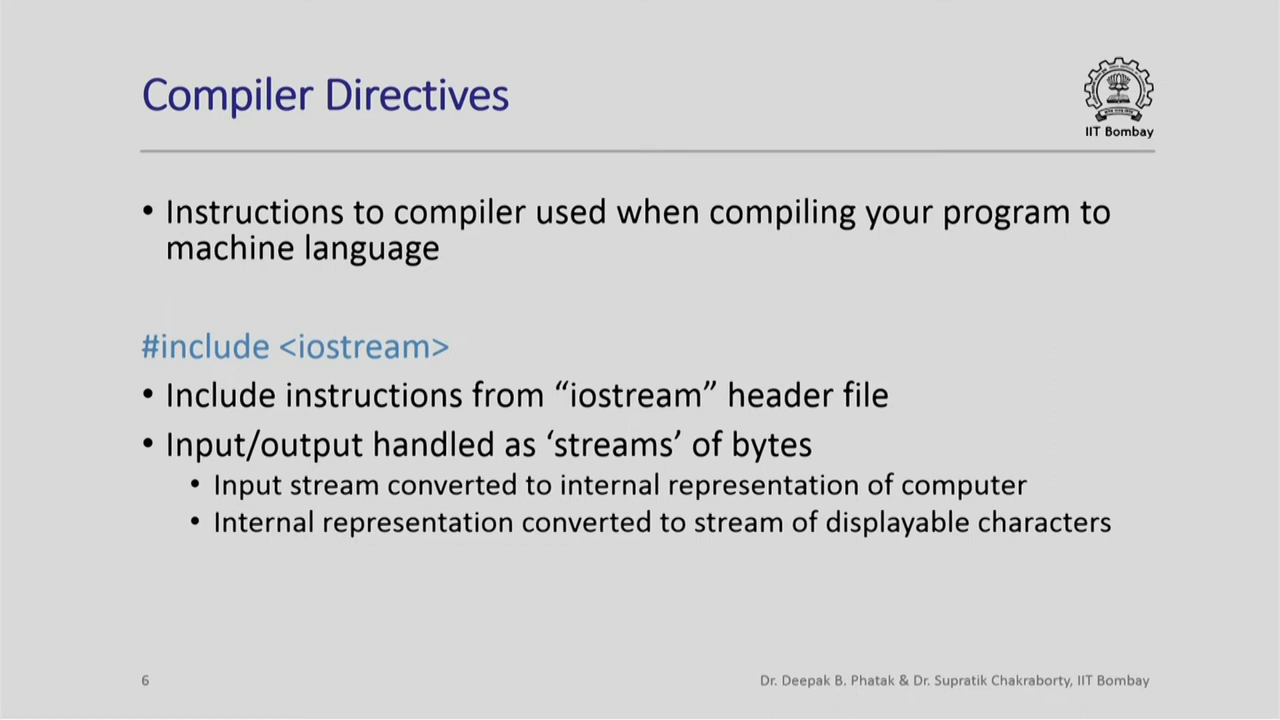 Compiler Directives
IIT Bombay
• Instructions to compiler used when compiling your program to
machine language
#include <iostream>
• Include instructions from “iostream” header file
• Input/output handled as ‘streams’ of bytes
• Input stream converted to internal representation of computer
• Internal representation converted to stream of displayable characters
6
Dr. Deepak B. Phatak & Dr. Supratik Chakraborty, IIT Bombay